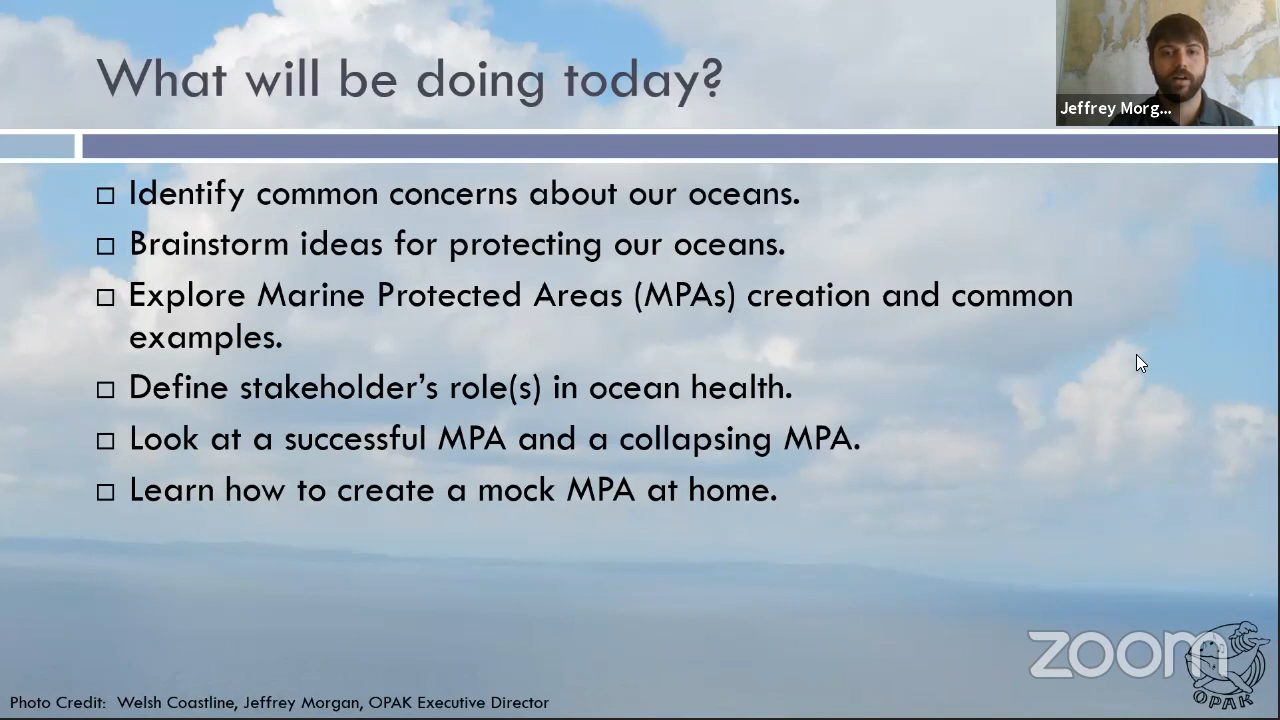 What will be doing today?
Jeffrey Morg...
□ Identify common concerns about our oceans.
□ Brainstorm ideas for protecting our oceans.
□ Explore Marine Protected Areas (MPAs) creation and common
examples.
□ Define stakeholder’s role(s) in ocean health.
□ Look at a successful MPA and a collapsing MPA.
□ Learn how to create a mock MPA at home.
zoom
OPAK
Photo Credit:  Welsh Coastline, Jeffrey Morgan, OPAK Executive Director